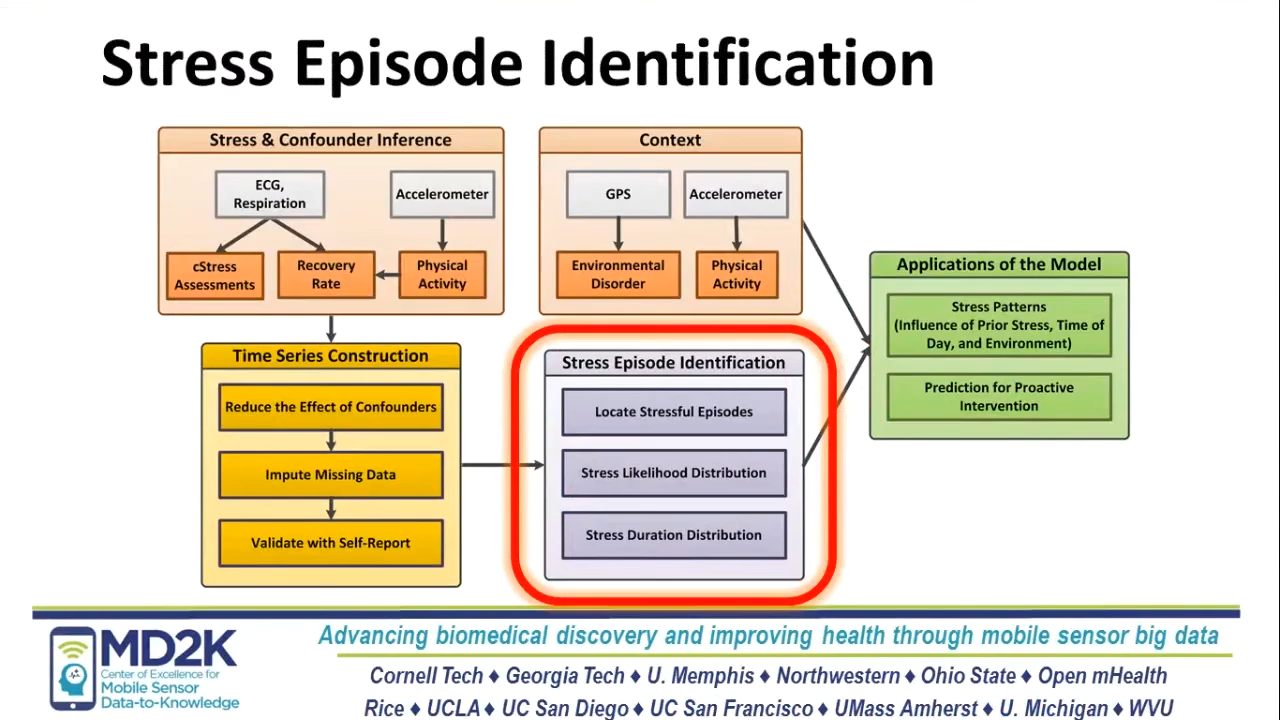 Stress Episode Identification
Stress & Confounder Inference
ECG,
Respiration
Accelerometer
cStress
Assessments
Recovery
Rate
Physical
Activity
Context
GPS
Accelerometer
Environmental
Disorder
Physical
Activity
Time Series Construction
Reduce the Effect of Confounders
Impute Missing Data
Validate with Self-Report
Stress Episode Identification
Locate Stressful Episodes
Stress Likelihood Distribution
Stress Duration Distribution
Applications of the Model
Stress Patterns
(Influence of Prior Stress, Time of
Day, and Environment)
Prediction for Proactive
Intervention
MD2K
Center of Excellence for
Mobile Sensor
Data-to-Knowledge
Advancing biomedical discovery and improving health through mobile sensor big data
Cornell Tech ♦ Georgia Tech ♦ U. Memphis ♦ Northwestern ♦ Ohio State ♦ Open mHealth
Rice ♦ UCLA ♦ UC San Diego ♦ UC San Francisco ♦ UMass Amherst ♦ U. Michigan ♦ WVU